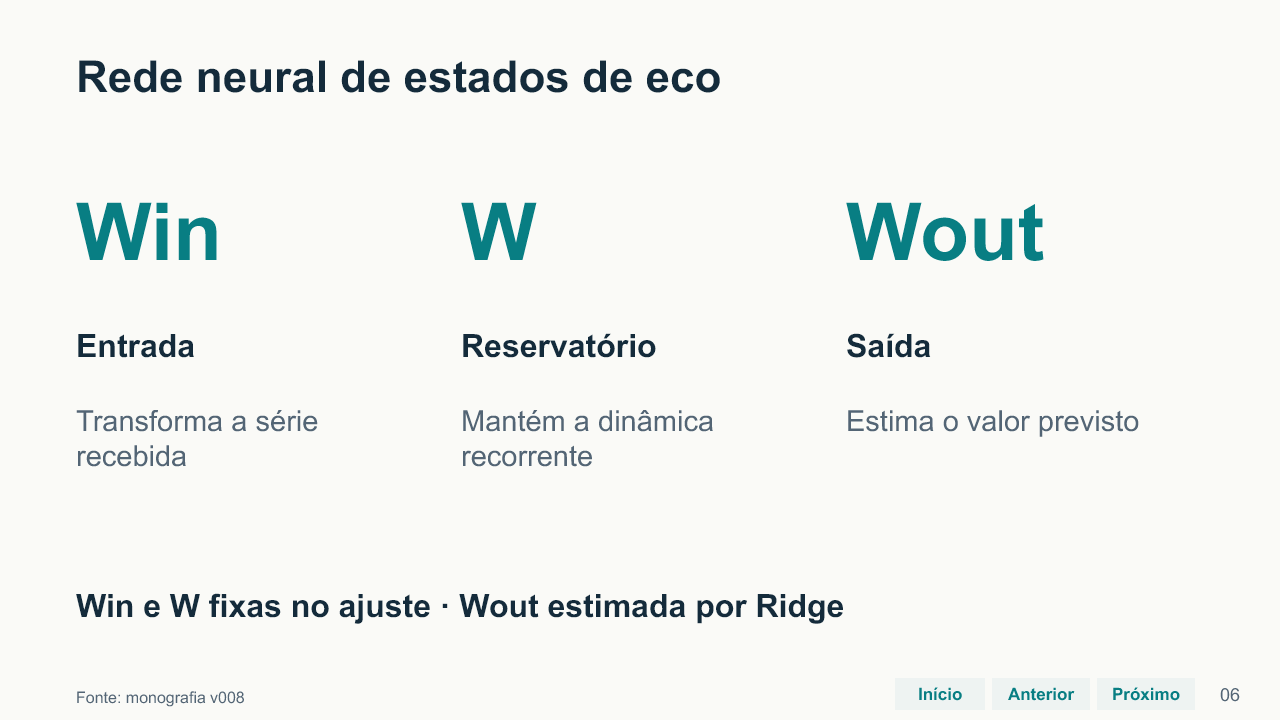 Rede neural de estados de eco
Win
W
Wout
Entrada
Reservatório
Saída
Transforma a série
recebida
Mantém a dinâmica
recorrente
Estima o valor previsto
Win e W fixas no ajuste · Wout estimada por Ridge
Fonte: monografia v008
Início
Anterior
Próximo
06